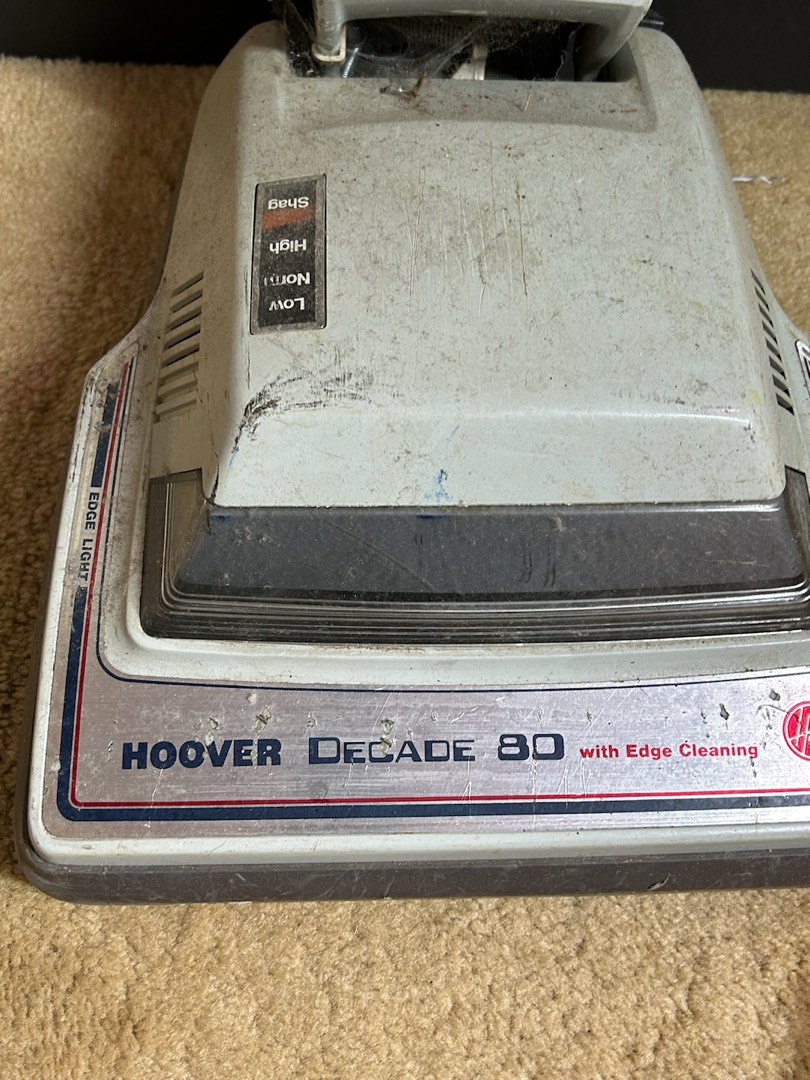 Shag
High
Norm
Low
EDGE LIGHT
HOOVER DECADE 80 with Edge Cleaning